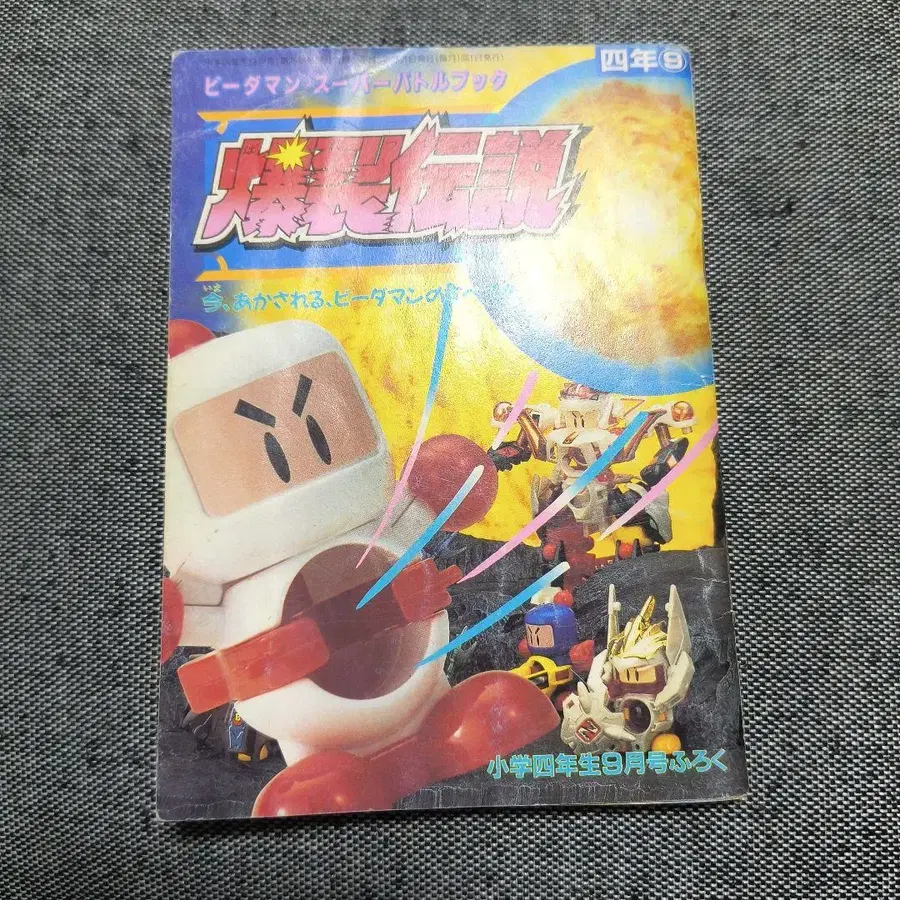 四年⑨
ビーダマン スーパーバトルブック
爆裂伝説
いま
今、あかされる、ビーダマンの
小学四年生9月号ふろく